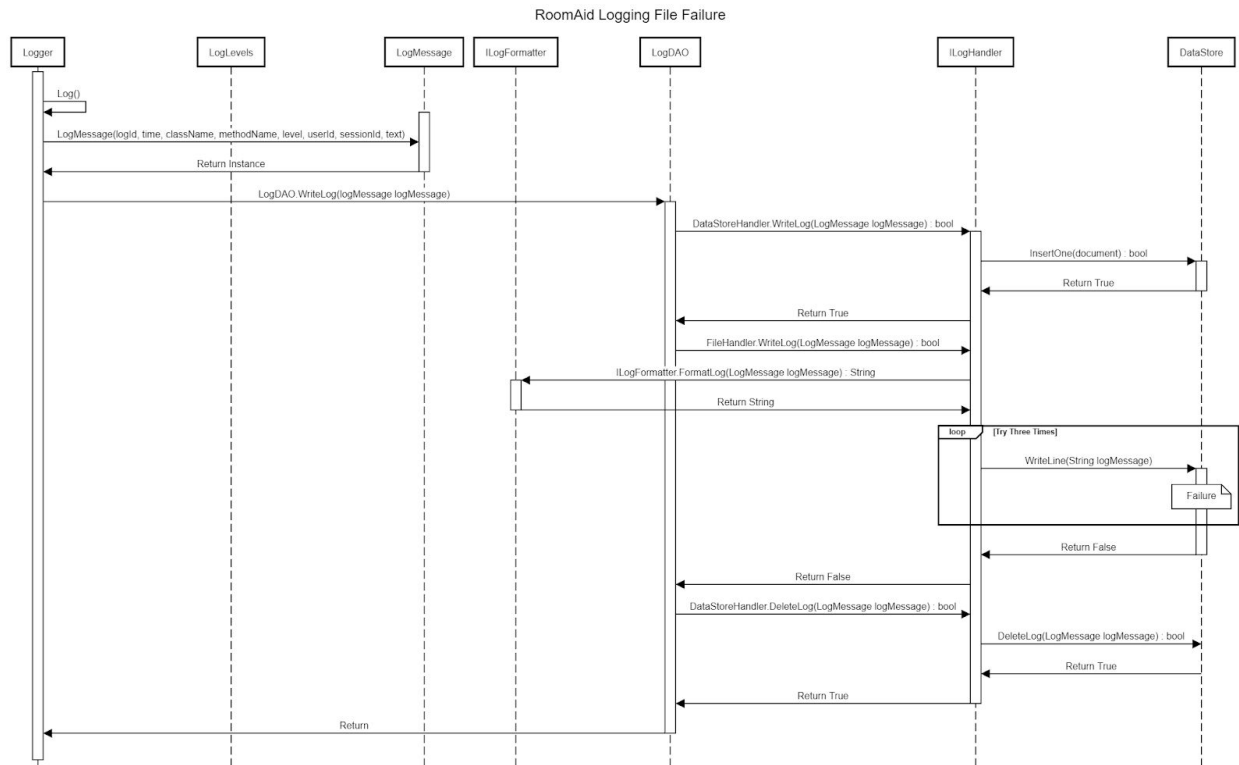 RoomAid Logging File Failure
Logger
LogLevels
LogMessage
ILogFormatter
LogDAO
ILogHandler
DataStore
Log()
LogMessage(logId, time, className, methodName, level, userId, sessionId, text)
Return Instance
LogDAO.WriteLog(logMessage logMessage)
DataStoreHandler.WriteLog(LogMessage logMessage) : bool
InsertOne(document) : bool
Return True
Return True
FileHandler.WriteLog(LogMessage logMessage) : bool
ILogFormatter.FormatLog(LogMessage logMessage) : String
Return String
loop [Try Three Times]
WriteLine(String logMessage)
Failure
Return False
Return False
DataStoreHandler.DeleteLog(LogMessage logMessage) : bool
DeleteLog(LogMessage logMessage) : bool
Return True
Return True
Return